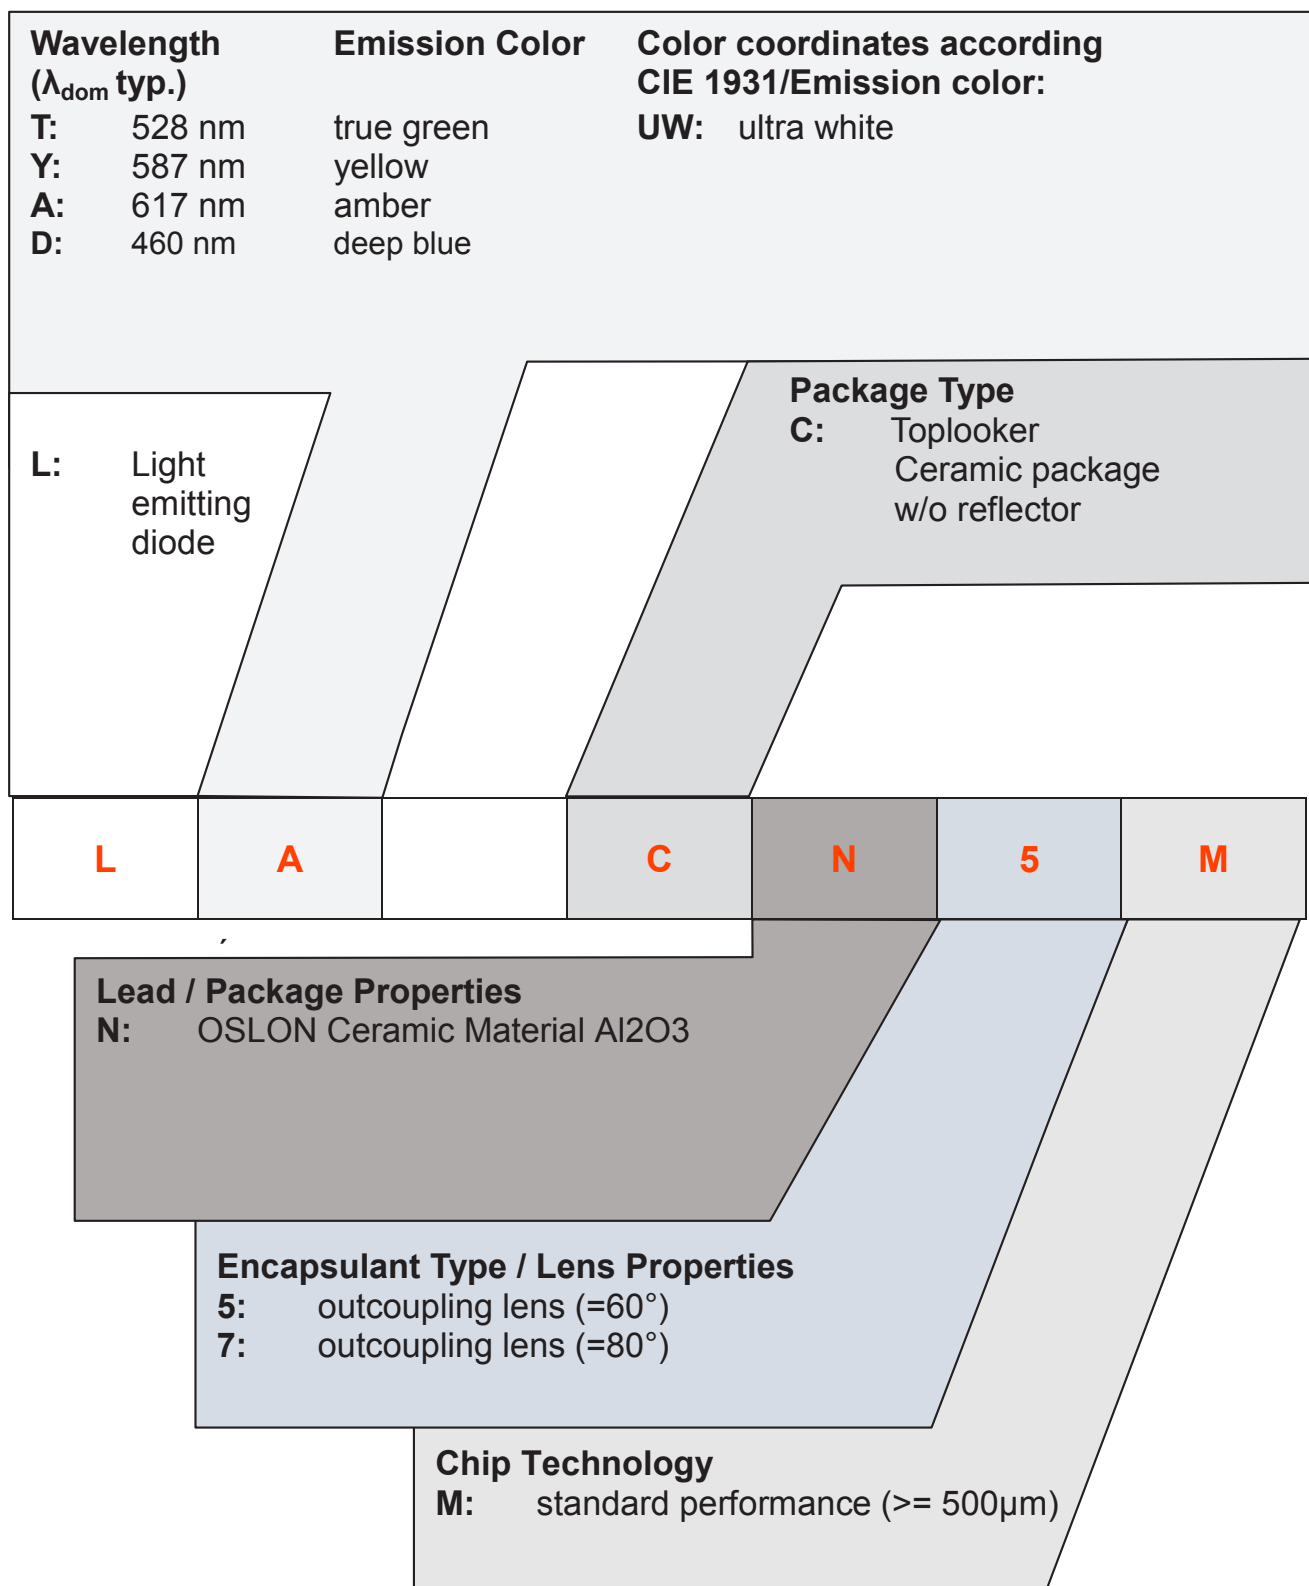 Wavelength Emission Color Color coordinates according
(λdom typ.) CIE 1931/Emission color:
T: 528 nm true green UW: ultra white
Y: 587 nm yellow
A: 617 nm amber
D: 460 nm deep blue
Package Type
C: Toplooker
Ceramic package
w/o reflector
L: Light
emitting
diode
L A C N 5 M
Lead / Package Properties
N: OSLON Ceramic Material Al2O3
Encapsulant Type / Lens Properties
5: outcoupling lens (=60°)
7: outcoupling lens (=80°)
Chip Technology
M: standard performance (>= 500µm)